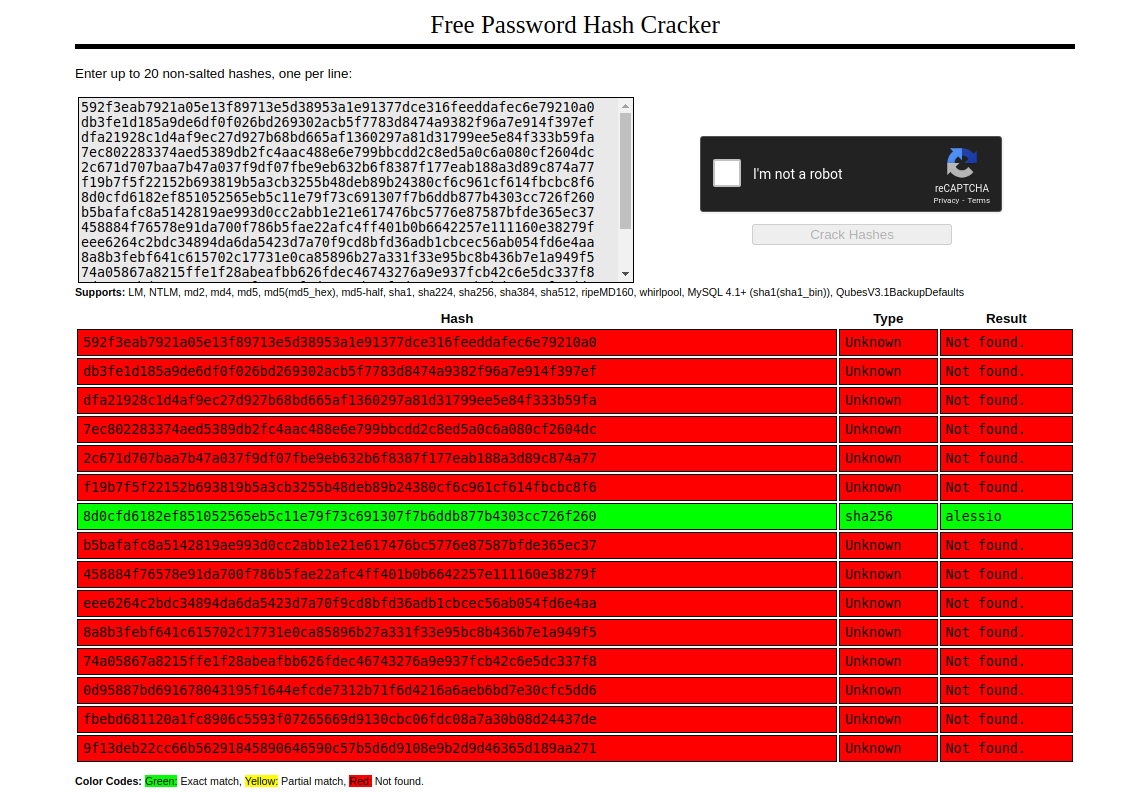 Free Password Hash Cracker
Enter up to 20 non-salted hashes, one per line:
592f3eab7921a05e13f89713e5d38953a1e91377dce316feeddafec6e79210a0
db3fe1d185a9de6df0f026bd269302acb5f7783d8474a9382f96a7e914f397ef
dfa21928c1d4af9ec27d927b68bd665af1360297a81d31799ee5e84f333b59fa
7ec802283374aed5389db2fc4aac488e6e799bbcdd2c8ed5a0c6a080cf2604dc
2c671d707baa7b47a037f9df07fbe9eb632b6f8387f177eab188a3d89c874a77
f19b7f5f22152b693819b5a3cb3255b48deb89b24380cf6c961cf614fbcbc8f6
8d0cfd6182ef851052565eb5c11e79f73c691307f7b6ddb877b4303cc726f260
b5bafafc8a5142819ae993d0cc2abb1e21e617476bc5776e87587bfde365ec37
458884f76578e91da700f786b5fae22afc4ff401b0b6642257e111160e38279f
eee6264c2bdc34894da6da5423d7a70f9cd8bfd36adb1cbcec56ab054fd6e4aa
8a8b3febf641c615702c17731e0ca85896b27a331f33e95bc8b436b7e1a949f5
74a05867a8215ffe1f28abeafbb626fdec46743276a9e937fcb42c6e5dc337f8
I'm not a robot
reCAPTCHA
Privacy - Terms
Crack Hashes
Supports: LM, NTLM, md2, md4, md5, md5(md5_hex), md5-half, sha1, sha224, sha256, sha384, sha512, ripeMD160, whirlpool, MySQL 4.1+ (sha1(sha1_bin)), QubesV3.1BackupDefaults
Hash Type Result
592f3eab7921a05e13f89713e5d38953a1e91377dce316feeddafec6e79210a0 Unknown Not found.
db3fe1d185a9de6df0f026bd269302acb5f7783d8474a9382f96a7e914f397ef Unknown Not found.
dfa21928c1d4af9ec27d927b68bd665af1360297a81d31799ee5e84f333b59fa Unknown Not found.
7ec802283374aed5389db2fc4aac488e6e799bbcdd2c8ed5a0c6a080cf2604dc Unknown Not found.
2c671d707baa7b47a037f9df07fbe9eb632b6f8387f177eab188a3d89c874a77 Unknown Not found.
f19b7f5f22152b693819b5a3cb3255b48deb89b24380cf6c961cf614fbcbc8f6 Unknown Not found.
8d0cfd6182ef851052565eb5c11e79f73c691307f7b6ddb877b4303cc726f260 sha256 alessio
b5bafafc8a5142819ae993d0cc2abb1e21e617476bc5776e87587bfde365ec37 Unknown Not found.
458884f76578e91da700f786b5fae22afc4ff401b0b6642257e111160e38279f Unknown Not found.
eee6264c2bdc34894da6da5423d7a70f9cd8bfd36adb1cbcec56ab054fd6e4aa Unknown Not found.
8a8b3febf641c615702c17731e0ca85896b27a331f33e95bc8b436b7e1a949f5 Unknown Not found.
74a05867a8215ffe1f28abeafbb626fdec46743276a9e937fcb42c6e5dc337f8 Unknown Not found.
0d95887bd691678043195f1644efcde7312b71f6d4216a6aeb6bd7e30cfc5dd6 Unknown Not found.
fbebd681120a1fc8906c5593f07265669d9130cbc06fdc08a7a30b08d24437de Unknown Not found.
9f13deb22cc66b56291845890646590c57b5d6d9108e9b2d9d46365d189aa271 Unknown Not found.
Color Codes: Green: Exact match, Yellow: Partial match, Red: Not found.